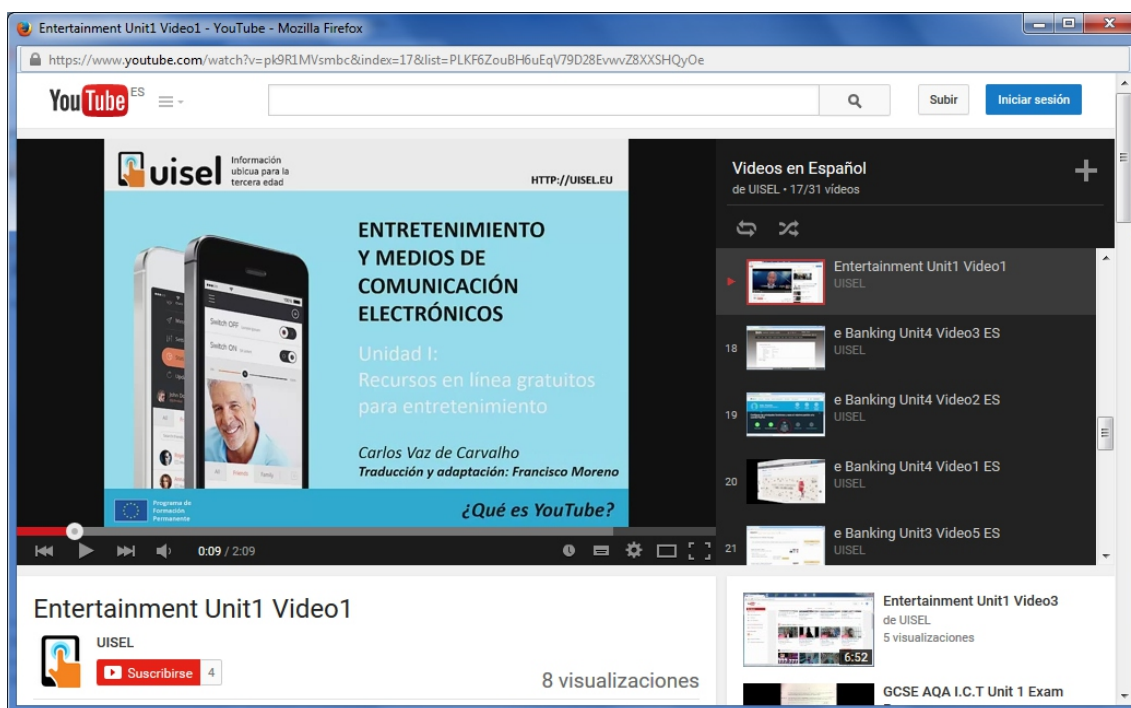 Entertainment Unit1 Video1 - YouTube - Mozilla Firefox
https://www.youtube.com/watch?v=pk9R1MVsmbc&index=17&list=PLKF6ZouBH6uEqV79D28EvwvZ8XXSHQyOe
YouTube ES
Subir
Iniciar sesión
uisel
Información
ubicua para la
tercera edad
HTTP://UISEL.EU
ENTRETENIMIENTO
Y MEDIOS DE
COMUNICACIÓN
ELECTRÓNICOS
Unidad I:
Recursos en línea gratuitos
para entretenimiento
Carlos Vaz de Carvalho
Traducción y adaptación: Francisco Moreno
Switch OFF
Switch ON
All Friends Family
Programa de
Formación
Permanente
¿Qué es YouTube?
0:09 / 2:09
Videos en Español
de UISEL • 17/31 vídeos
Entertainment Unit1 Video1
UISEL
18
e Banking Unit4 Video3 ES
UISEL
19
e Banking Unit4 Video2 ES
UISEL
20
e Banking Unit4 Video1 ES
UISEL
21
e Banking Unit3 Video5 ES
UISEL
Entertainment Unit1 Video1
UISEL
Suscribirse 4
8 visualizaciones
Entertainment Unit1 Video3
de UISEL
5 visualizaciones
6:52
GCSE AQA I.C.T Unit 1 Exam